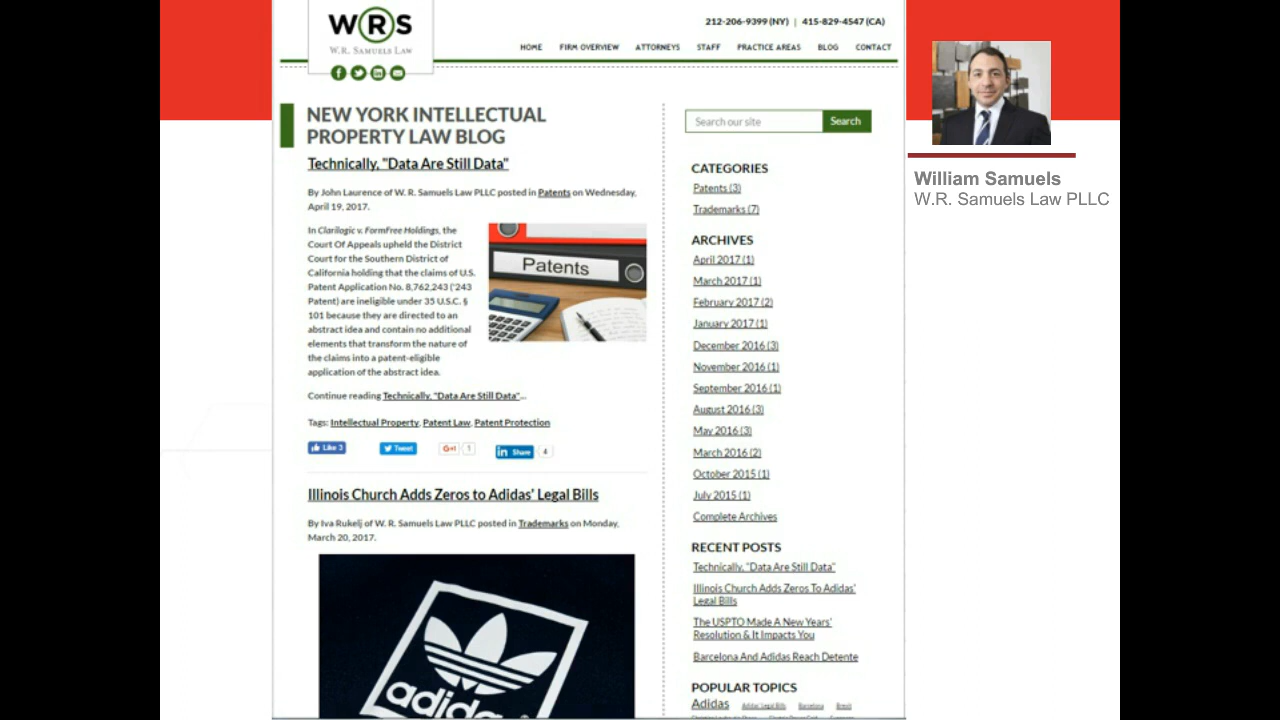 WRS
W.R. SAMUELS LAW
212-206-9399 (NY) | 415-829-4547 (CA)
HOME FIRM OVERVIEW ATTORNEYS STAFF PRACTICE AREAS BLOG CONTACT
NEW YORK INTELLECTUAL
PROPERTY LAW BLOG
Technically, "Data Are Still Data"
By John Laurence of W. R. Samuels Law PLLC posted in Patents on Wednesday,
April 19, 2017.
In Clarilogic v. FormFree Holdings, the
Court Of Appeals upheld the District
Court for the Southern District of
California holding that the claims of U.S.
Patent Application No. 8,762,243 ('243
Patent) are ineligible under 35 U.S.C. §
101 because they are directed to an
abstract idea and contain no additional
elements that transform the nature of
the claims into a patent-eligible
application of the abstract idea.
Patents
Continue reading Technically, "Data Are Still Data"...
Tags: Intellectual Property, Patent Law, Patent Protection
Like 3 Tweet G+1 1 in Share 4
Illinois Church Adds Zeros to Adidas' Legal Bills
By Iva Rukelj of W. R. Samuels Law PLLC posted in Trademarks on Monday,
March 20, 2017.
adidas
Search our site Search
CATEGORIES
Patents (3)
Trademarks (7)
ARCHIVES
April 2017 (1)
March 2017 (1)
February 2017 (2)
January 2017 (1)
December 2016 (3)
November 2016 (1)
September 2016 (1)
August 2016 (3)
May 2016 (3)
March 2016 (2)
October 2015 (1)
July 2015 (1)
Complete Archives
RECENT POSTS
Technically, "Data Are Still Data"
Illinois Church Adds Zeros To Adidas'
Legal Bills
The USPTO Made A New Years'
Resolution & It Impacts You
Barcelona And Adidas Reach Detente
POPULAR TOPICS
Adidas Adidas Legal Bills Barcelona Brexit
William Samuels
W.R. Samuels Law PLLC